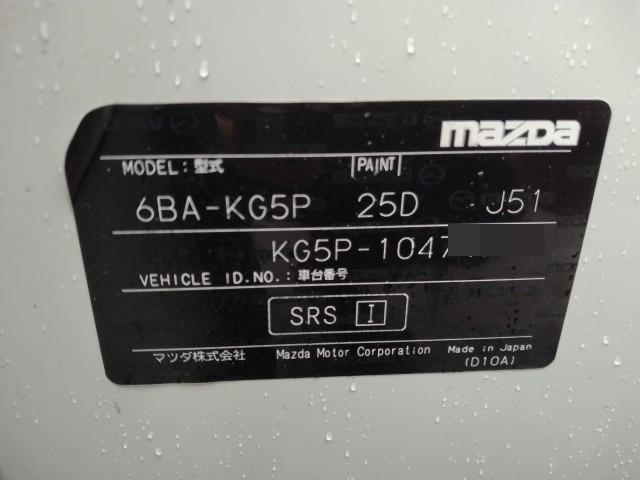 mazda
MODEL: 型式 PAINT
6BA-KG5P 25D J51
KG5P-1047
VEHICLE ID.NO.: 車台番号
SRS I
マツダ株式会社 Mazda Motor Corporation Made in Japan
(D10A)